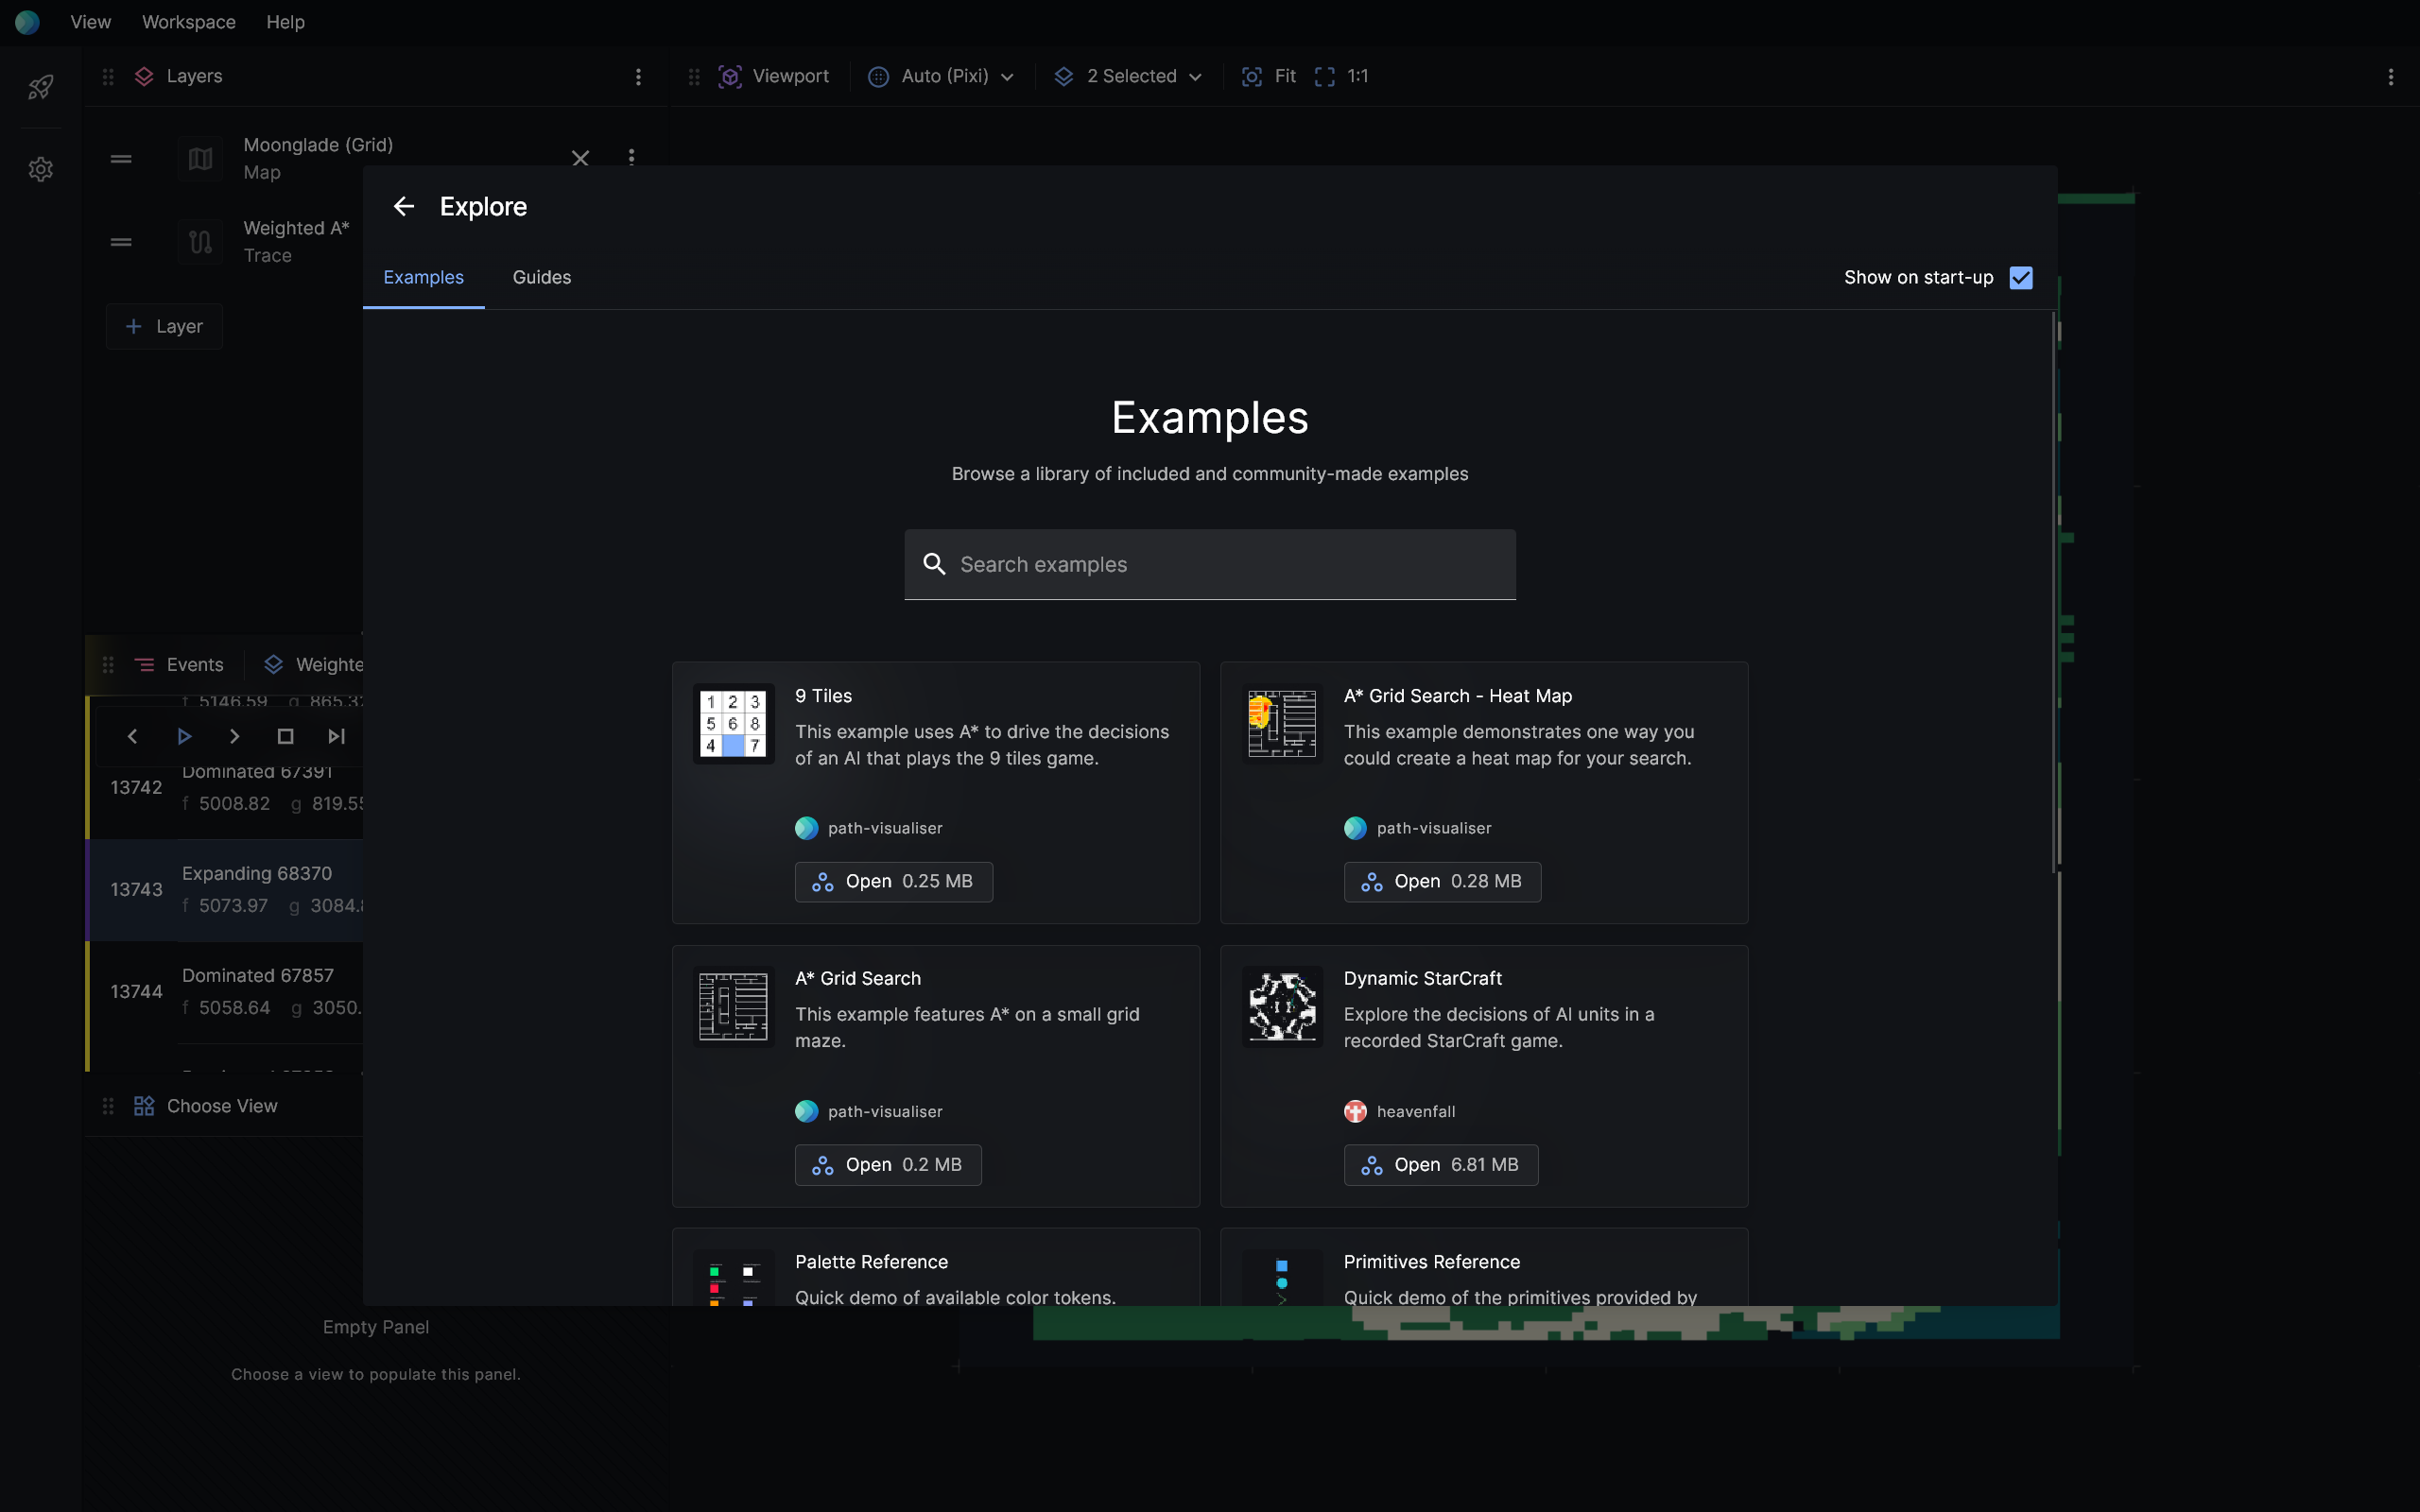 View Workspace Help
Layers
Viewport Auto (Pixi) 2 Selected Fit 1:1
Moonglade (Grid)
Map
Weighted A*
Trace
Layer
Explore
Examples Guides Show on start-up
Examples
Browse a library of included and community-made examples
Search examples
Events Weighte
f 5146.59 g 865.37
13742 Dominated 67391
f 5008.82 g 819.55
13743 Expanding 68370
f 5073.97 g 3084.8
13744 Dominated 67857
f 5058.64 g 3050.
Choose View
Empty Panel
Choose a view to populate this panel.
1 2 3
5 6 8
4 7
9 Tiles
This example uses A* to drive the decisions
of an AI that plays the 9 tiles game.
path-visualiser
Open 0.25 MB
A* Grid Search - Heat Map
This example demonstrates one way you
could create a heat map for your search.
path-visualiser
Open 0.28 MB
A* Grid Search
This example features A* on a small grid
maze.
path-visualiser
Open 0.2 MB
Dynamic StarCraft
Explore the decisions of AI units in a
recorded StarCraft game.
heavenfall
Open 6.81 MB
Palette Reference
Quick demo of available color tokens.
Primitives Reference
Quick demo of the primitives provided by